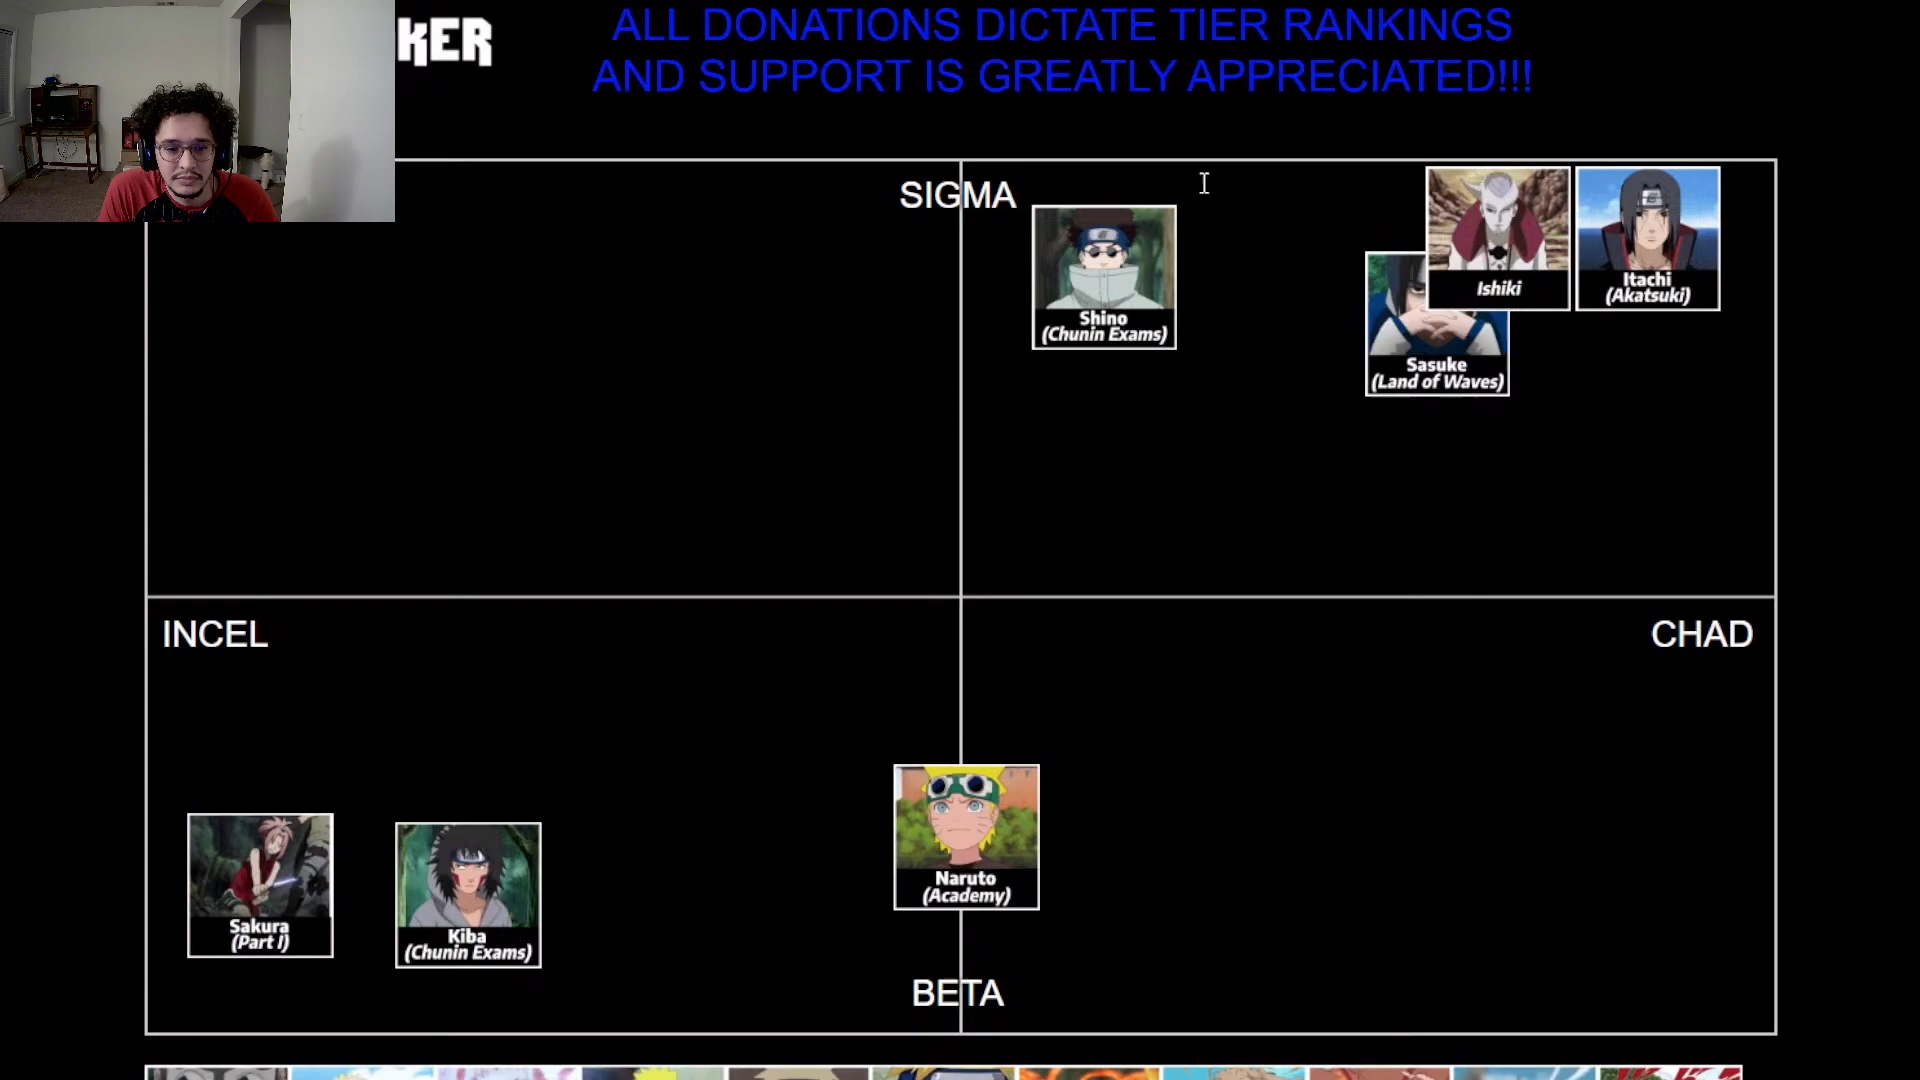 KER
ALL DONATIONS DICTATE TIER RANKINGS
AND SUPPORT IS GREATLY APPRECIATED!!!
SIGMA
Shino
(Chunin Exams)
Ishiki
Itachi
(Akatsuki)
Sasuke
(Land of Waves)
INCEL
CHAD
Naruto
(Academy)
Sakura
(Part I)
Kiba
(Chunin Exams)
BETA